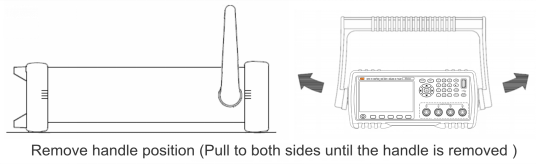 Remove handle position (Pull to both sides until the handle is removed )